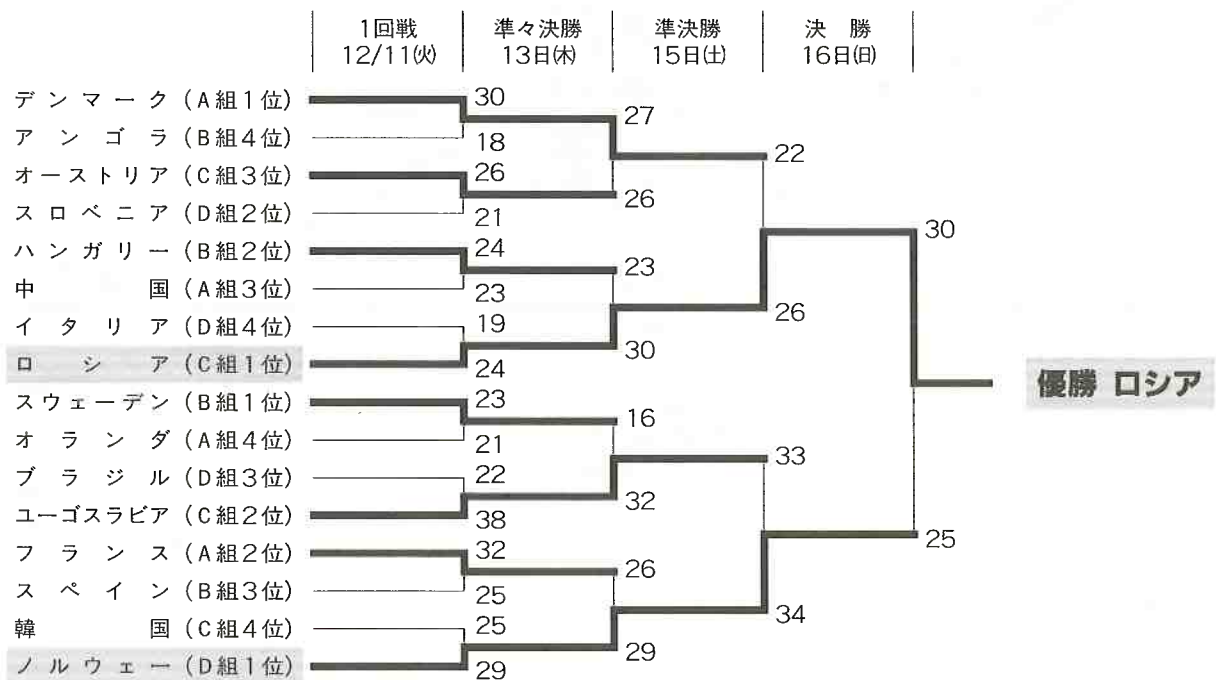 1回戦 準々決勝 準決勝 決 勝
12/11㈫ 13日㈭ 15日㈯ 16日㈰
デンマーク(A組1位) 30
27
アンゴラ(B組4位) 18
22
オーストリア(C組3位) 26
26
スロベニア(D組2位) 21
30
ハンガリー(B組2位) 24
23
中国(A組3位) 23
26
イタリア(D組4位) 19
30
ロシア(C組1位) 24
優勝 ロシア
スウェーデン(B組1位) 23
16
オランダ(A組4位) 21
33
ブラジル(D組3位) 22
32
ユーゴスラビア(C組2位) 38
25
フランス(A組2位) 32
26
スペイン(B組3位) 25
34
韓国(C組4位) 25
29
ノルウェー(D組1位) 29